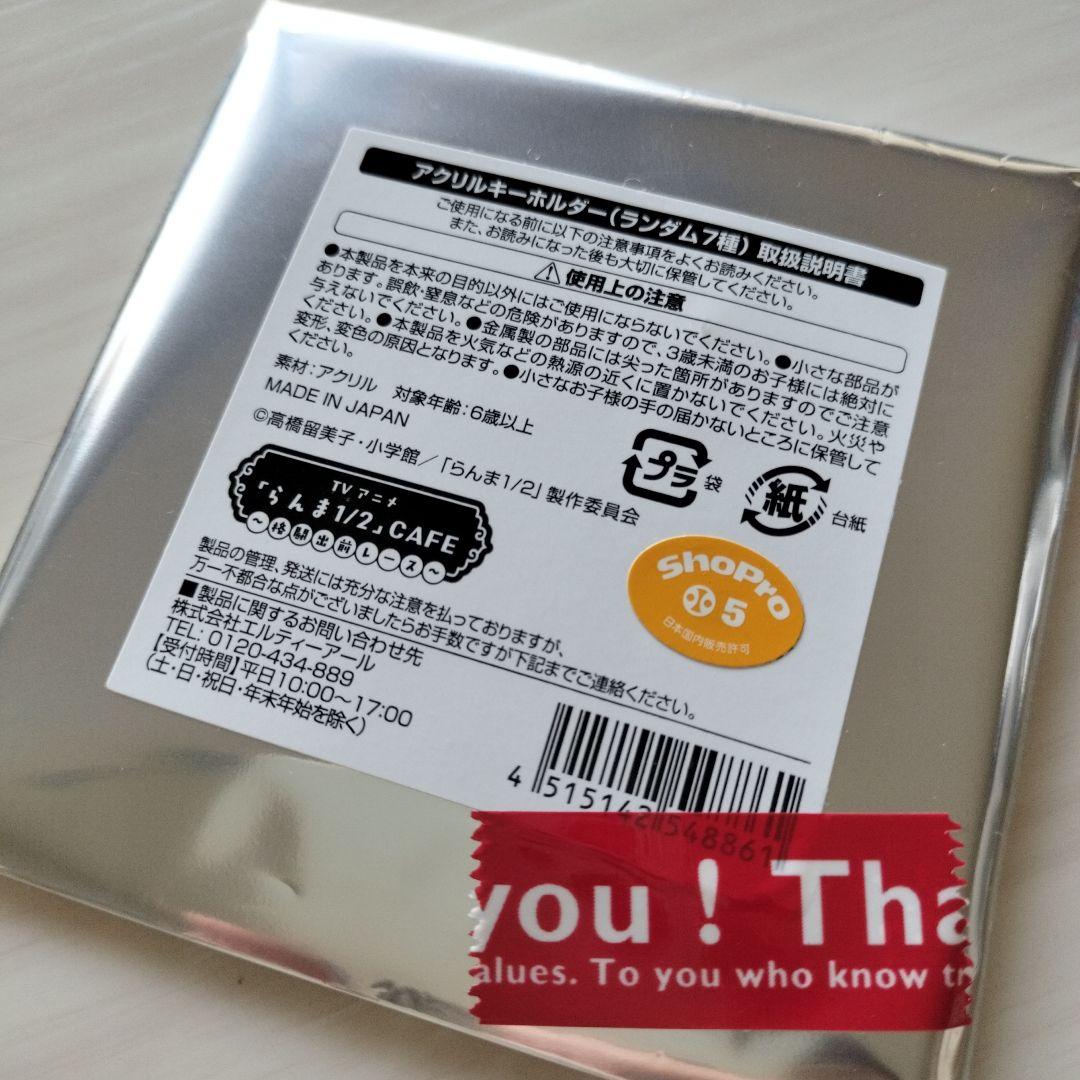 アクリルキーホルダー(ランダム7種) 取扱説明書
ご使用になる前に以下の注意事項をよくお読みください。
また、お読みになった後も大切に保管してください。
使用上の注意
●本製品を本来の目的以外にはご使用にならないでください。●小さな部品が
あります。誤飲・窒息などの危険がありますので、3歳未満のお子様には絶対に
与えないでください。●金属製の部品には尖った箇所がありますのでご注意
ください。●本製品を火気などの熱源の近くに置かないでください。火災や
変形、変色の原因となります。●小さなお子様の手の届かないところに保管して
ください。
素材:アクリル 対象年齢:6歳以上
MADE IN JAPAN
©高橋留美子・小学館／「らんま1/2」製作委員会
プラ 袋
紙 台紙
TVアニメ
「らんま1/2」CAFE
～格闘出前レース～
ShoPro
5
日本国内販売許可
製品の管理、発送には充分な注意を払っておりますが、
万一不都合な点がございましたらお手数ですが下記までご連絡ください。
■製品に関するお問い合わせ先
株式会社エルティーアール
TEL: 0120-434-889
【受付時間】平日10:00～17:00
(土・日・祝日・年末年始を除く)
4 515142 548861
you ! Tha
alues. To you who know tr